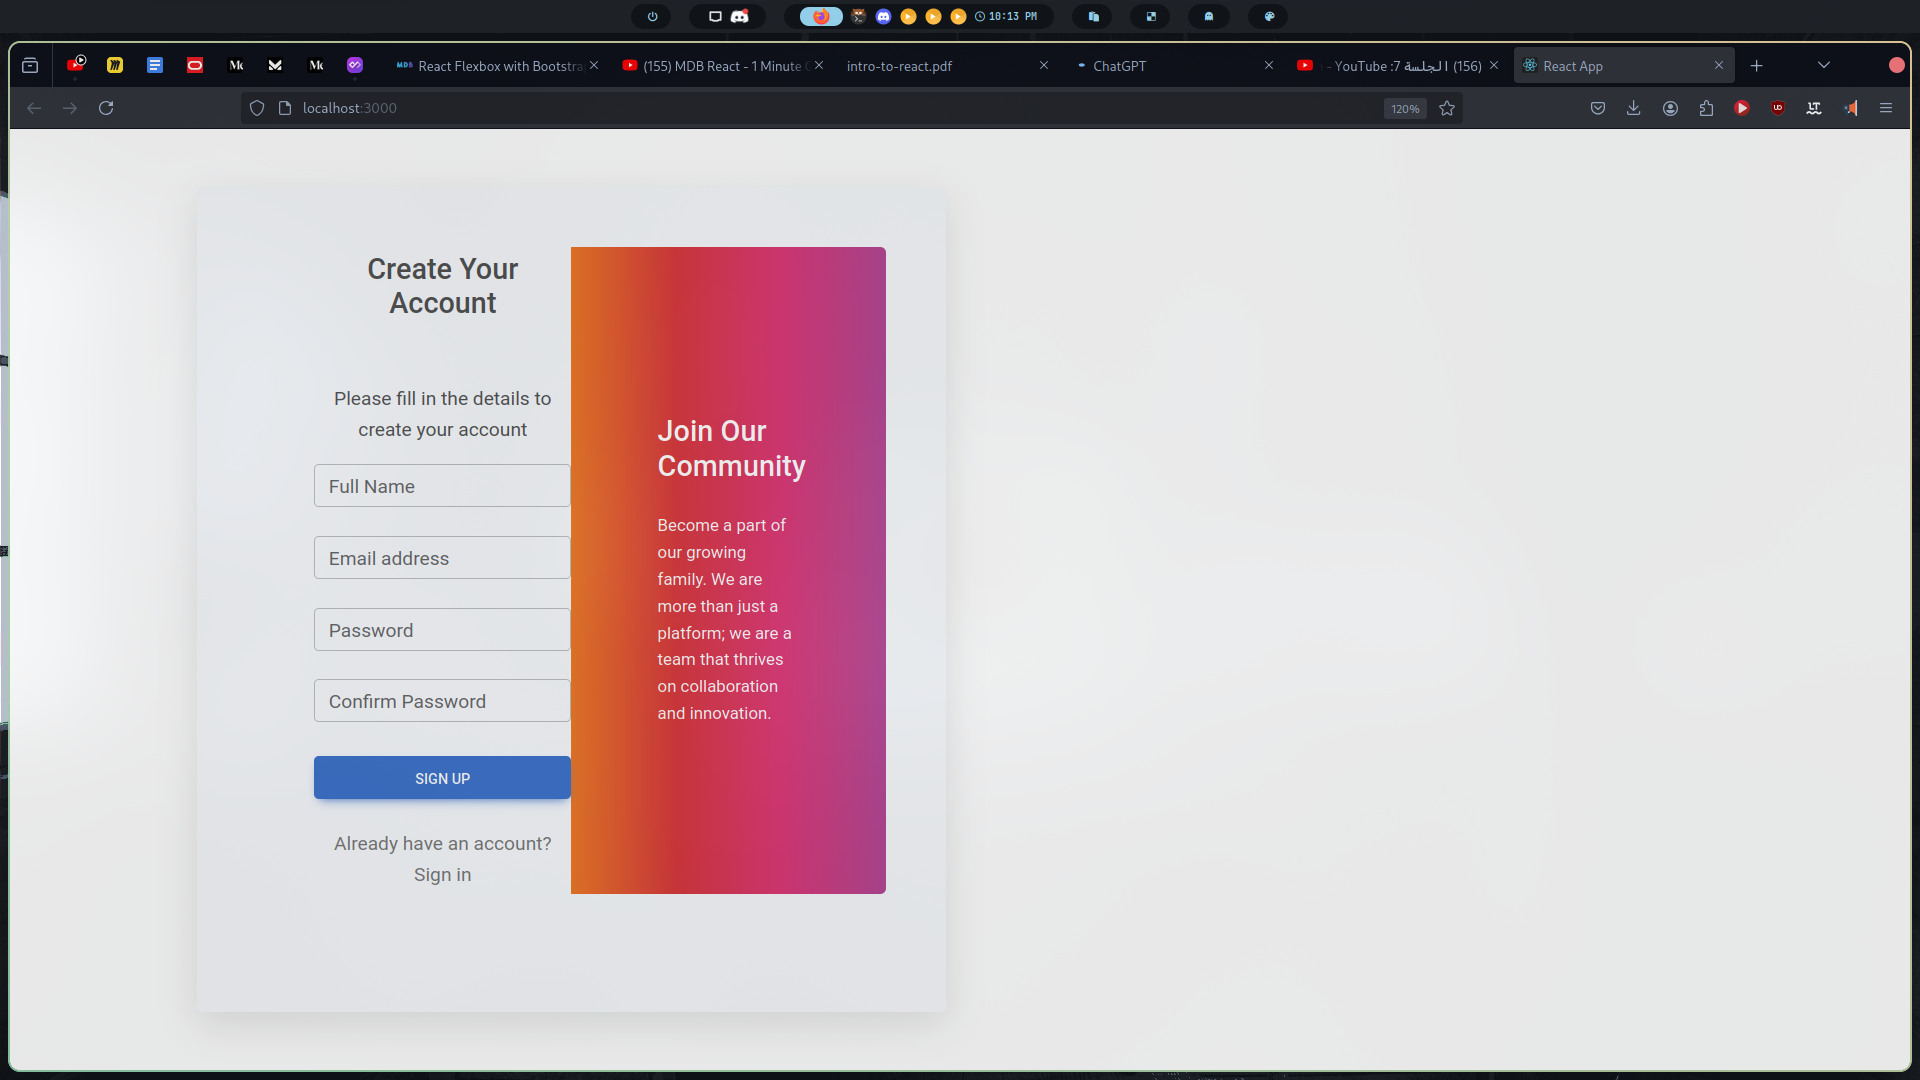 10:13 PM
React Flexbox with Bootstra
(155) MDB React - 1 Minute C
intro-to-react.pdf
ChatGPT
(156) الجلسة 7: YouTube -
React App
localhost:3000
120%
Create Your
Account
Please fill in the details to
create your account
Full Name
Email address
Password
Confirm Password
SIGN UP
Already have an account?
Sign in
Join Our
Community
Become a part of
our growing
family. We are
more than just a
platform; we are a
team that thrives
on collaboration
and innovation.